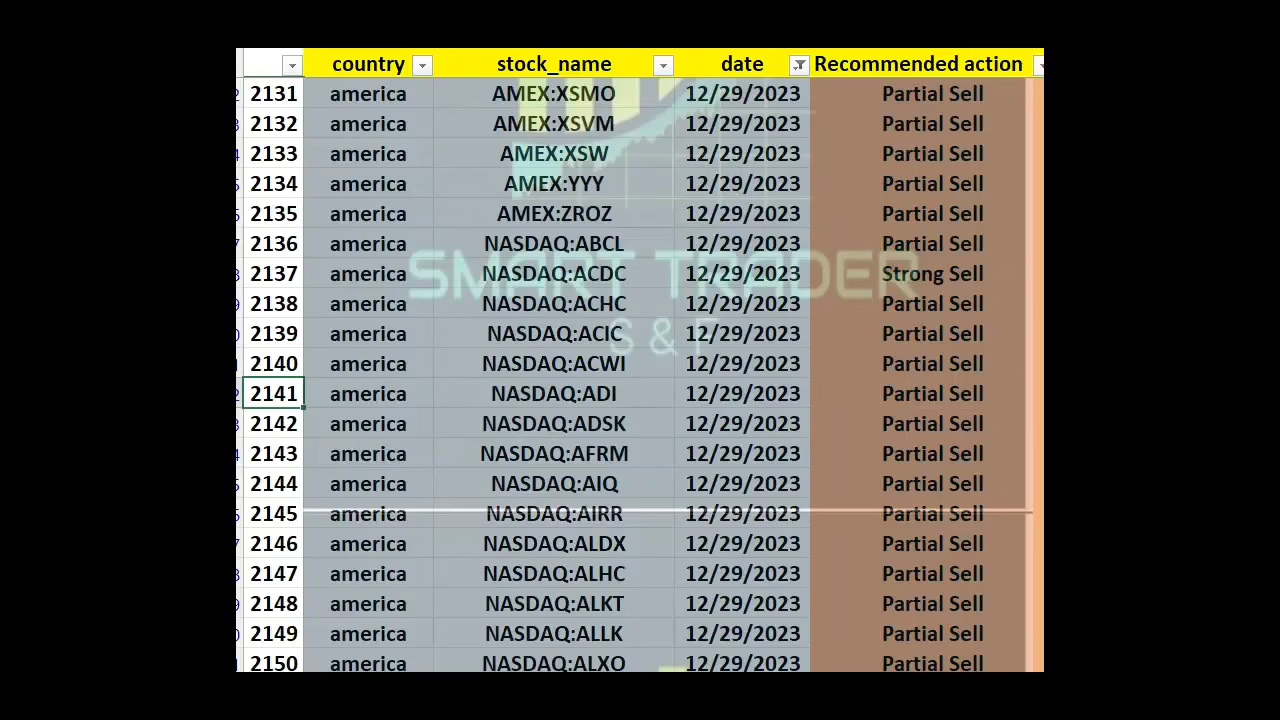 country stock_name date Recommended action
2131 america AMEX:XSMO 12/29/2023 Partial Sell
2132 america AMEX:XSVM 12/29/2023 Partial Sell
2133 america AMEX:XSW 12/29/2023 Partial Sell
2134 america AMEX:YYY 12/29/2023 Partial Sell
2135 america AMEX:ZROZ 12/29/2023 Partial Sell
2136 america NASDAQ:ABCL 12/29/2023 Partial Sell
2137 america NASDAQ:ACDC 12/29/2023 Strong Sell
SMART TRADER
2138 america NASDAQ:ACHC 12/29/2023 Partial Sell
2139 america NASDAQ:ACIC 12/29/2023 Partial Sell
S & F
2140 america NASDAQ:ACWI 12/29/2023 Partial Sell
2141 america NASDAQ:ADI 12/29/2023 Partial Sell
2142 america NASDAQ:ADSK 12/29/2023 Partial Sell
2143 america NASDAQ:AFRM 12/29/2023 Partial Sell
2144 america NASDAQ:AIQ 12/29/2023 Partial Sell
2145 america NASDAQ:AIRR 12/29/2023 Partial Sell
2146 america NASDAQ:ALDX 12/29/2023 Partial Sell
2147 america NASDAQ:ALHC 12/29/2023 Partial Sell
2148 america NASDAQ:ALKT 12/29/2023 Partial Sell
2149 america NASDAQ:ALLK 12/29/2023 Partial Sell
2150 america NASDAQ:ALXO 12/29/2023 Partial Sell